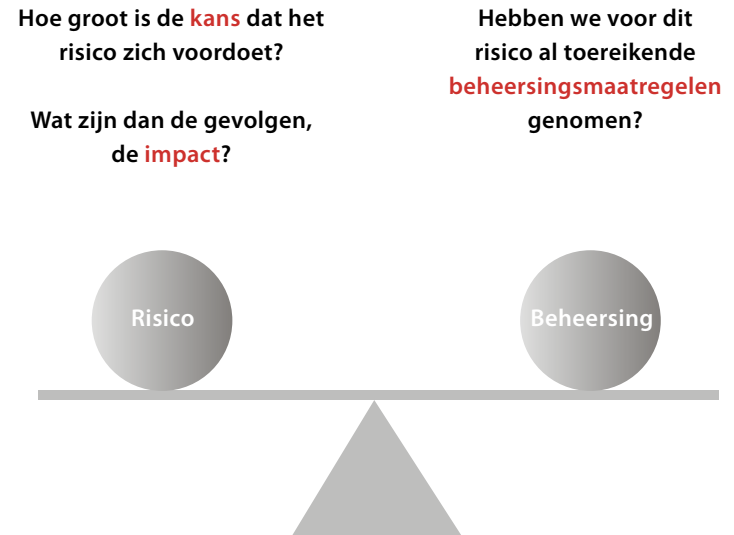 Hoe groot is de kans dat het
risico zich voordoet?
Wat zijn dan de gevolgen,
de impact?
Hebben we voor dit
risico al toereikende
beheersingsmaatregelen
genomen?
Risico
Beheersing